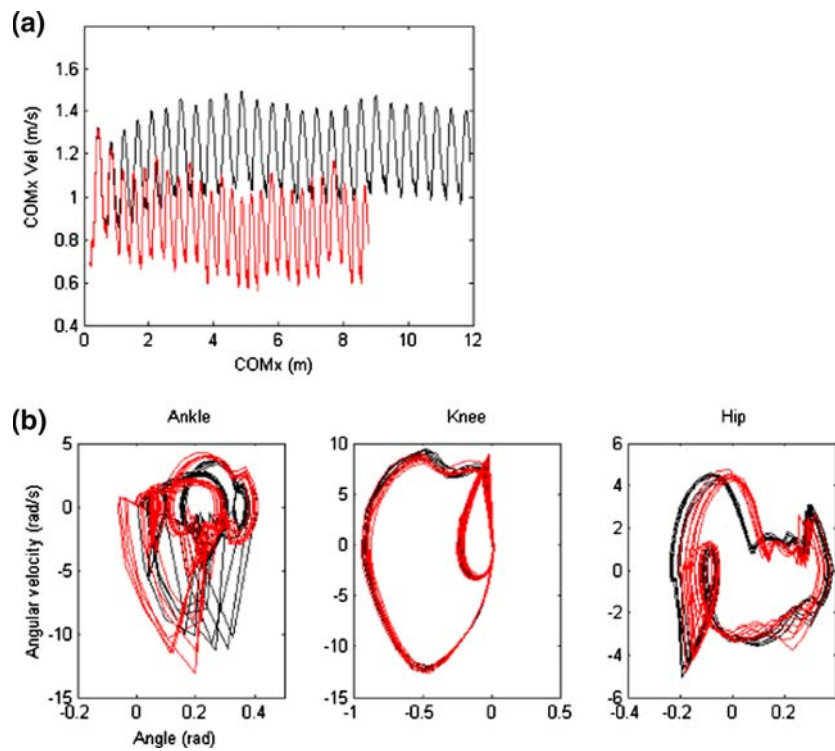 (a)
1.6
1.4
1.2
1
0.8
0.6
0.4
COMx Vel (m/s)
0 2 4 6 8 10 12
COMx (m)
(b)
Ankle Knee Hip
5
0
-5
-10
-15
Angular velocity (rad/s)
-0.2 0 0.2 0.4
Angle (rad)
10
5
0
-5
-10
-15
-1 -0.5 0 0.5
6
4
2
0
-2
-4
-6
-0.4 -0.2 0 0.2